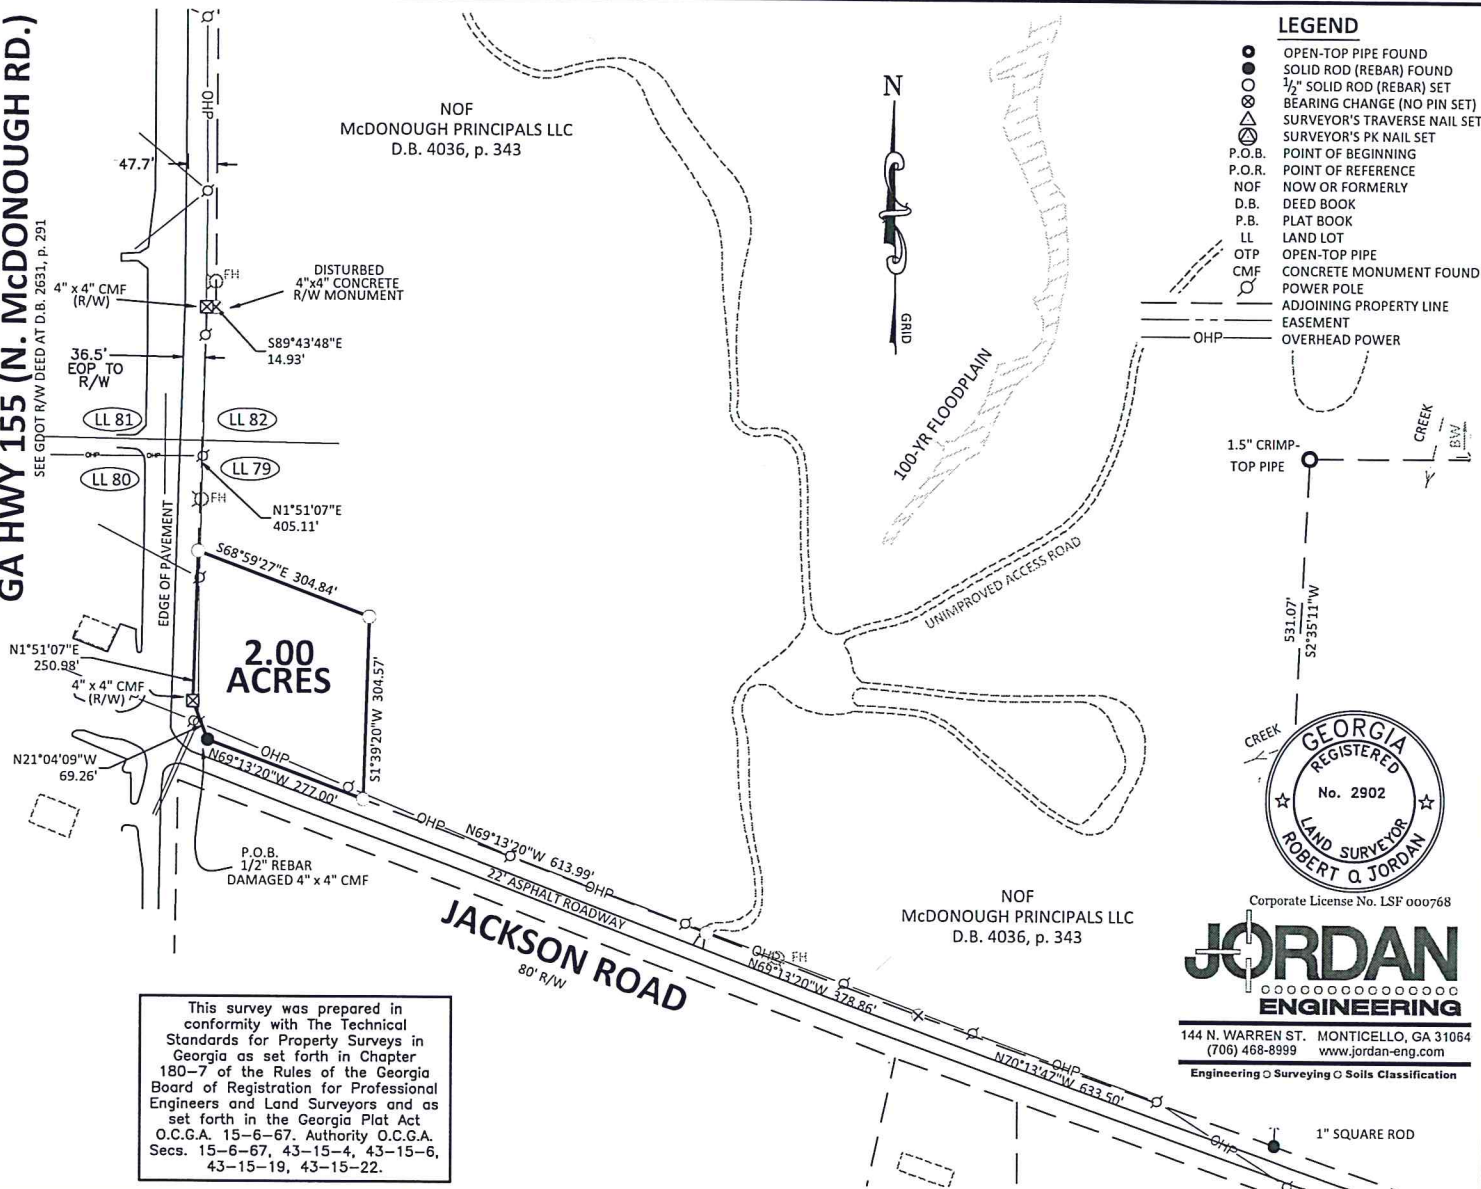 GA HWY 155 (N. McDONOUGH RD.)
SEE GDOT R/W DEED AT D.B. 2631, p. 291
OHP
NOF
McDONOUGH PRINCIPALS LLC
D.B. 4036, p. 343
47.7'
FH
4" x 4" CMF
(R/W)
DISTURBED
4"x4" CONCRETE
R/W MONUMENT
S89°43'48"E
14.93'
36.5'
EOP TO
R/W
LL 81
LL 82
OHP
OHP
LL 80
LL 79
FH
N1°51'07"E
405.11'
EDGE OF PAVEMENT
S68°59'27"E 304.84'
N1°51'07"E
250.98'
2.00
ACRES
4" x 4" CMF
(R/W)
S1°39'20"W 304.57'
N21°04'09"W
69.26'
OHP
N69°13'20"W 277.00'
P.O.B.
1/2" REBAR
DAMAGED 4" x 4" CMF
OHP
N69°13'20"W 613.99'
OHP
22' ASPHALT ROADWAY
JACKSON ROAD
80' R/W
OHP
FH
N69°13'20"W 378.86'
OHP
N70°13'47"W 633.50'
OHP
N
GRID
100-YR FLOODPLAIN
UNIMPROVED ACCESS ROAD
NOF
McDONOUGH PRINCIPALS LLC
D.B. 4036, p. 343
LEGEND
OPEN-TOP PIPE FOUND
SOLID ROD (REBAR) FOUND
1/2" SOLID ROD (REBAR) SET
BEARING CHANGE (NO PIN SET)
SURVEYOR'S TRAVERSE NAIL SET
SURVEYOR'S PK NAIL SET
P.O.B. POINT OF BEGINNING
P.O.R. POINT OF REFERENCE
NOF NOW OR FORMERLY
D.B. DEED BOOK
P.B. PLAT BOOK
LL LAND LOT
OTP OPEN-TOP PIPE
CMF CONCRETE MONUMENT FOUND
POWER POLE
ADJOINING PROPERTY LINE
EASEMENT
OHP OVERHEAD POWER
1.5" CRIMP-
TOP PIPE
CREEK
BW
531.07'
S2°35'11"W
CREEK
GEORGIA
REGISTERED
No. 2902
LAND SURVEYOR
ROBERT O. JORDAN
Corporate License No. LSF 000768
JORDAN
ENGINEERING
144 N. WARREN ST. MONTICELLO, GA 31064
(706) 468-8999 www.jordan-eng.com
Engineering Surveying Soils Classification
1" SQUARE ROD
This survey was prepared in
conformity with The Technical
Standards for Property Surveys in
Georgia as set forth in Chapter
180-7 of the Rules of the Georgia
Board of Registration for Professional
Engineers and Land Surveyors and as
set forth in the Georgia Plat Act
O.C.G.A. 15-6-67. Authority O.C.G.A.
Secs. 15-6-67, 43-15-4, 43-15-6,
43-15-19, 43-15-22.